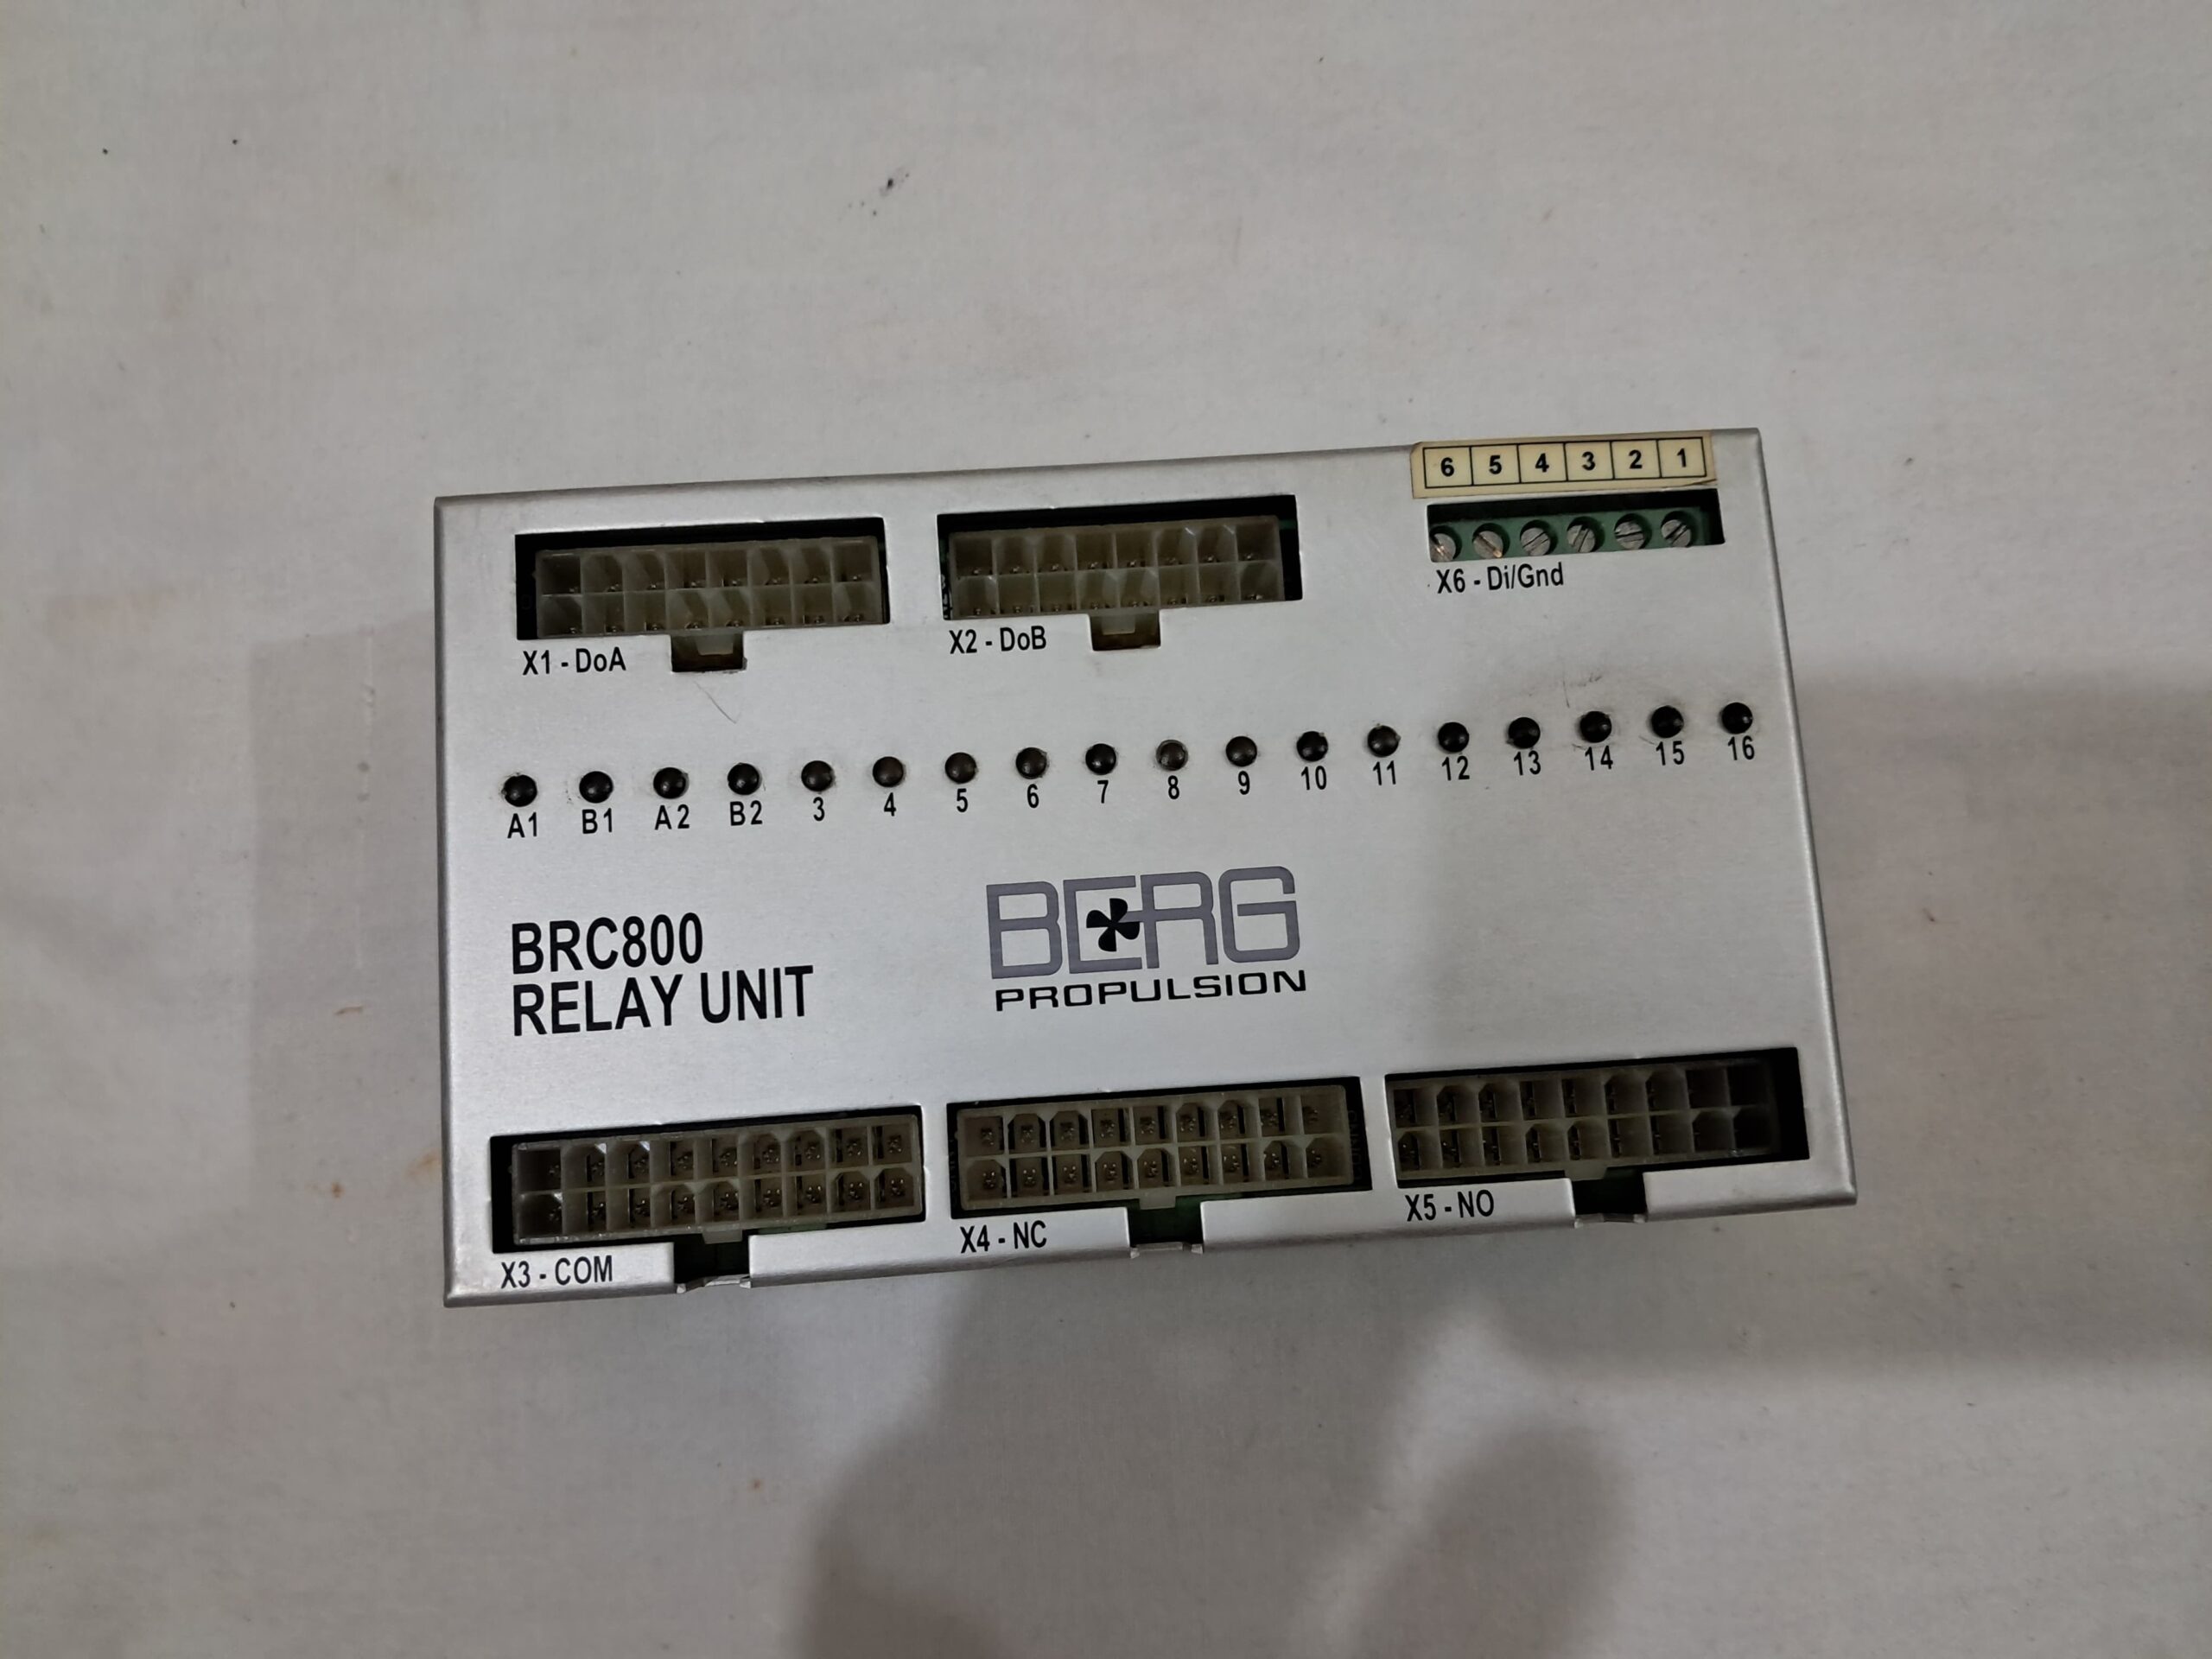 6 5 4 3 2 1
X6 - Di/Gnd
X1 - DoA
X2 - DoB
A1 B1 A2 B2 3 4 5 6 7 8 9 10 11 12 13 14 15 16
BRC800
RELAY UNIT
BERG
PROPULSION
X3 - COM
X4 - NC
X5 - NO